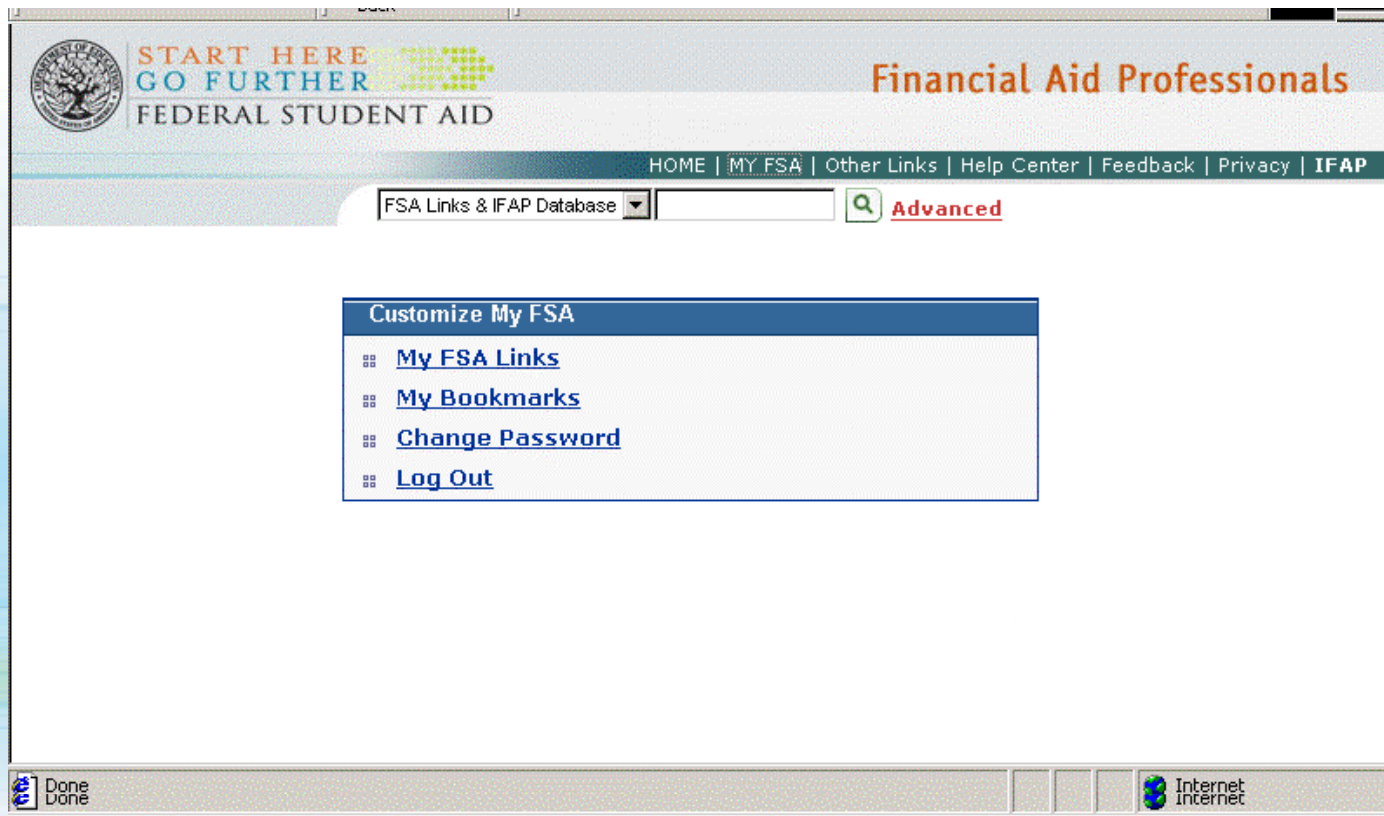 START HERE
GO FURTHER
FEDERAL STUDENT AID
Financial Aid Professionals
HOME | MY FSA | Other Links | Help Center | Feedback | Privacy | IFAP
FSA Links & IFAP Database
Advanced
Customize My FSA
My FSA Links
My Bookmarks
Change Password
Log Out
Done
Done
Internet
Internet